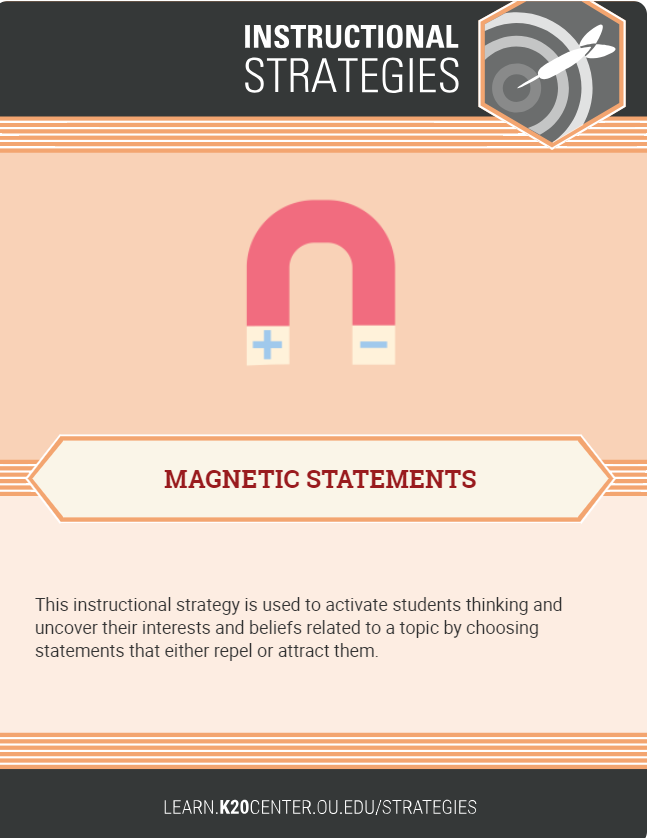 INSTRUCTIONAL
STRATEGIES
+ −
MAGNETIC STATEMENTS
This instructional strategy is used to activate students thinking and
uncover their interests and beliefs related to a topic by choosing
statements that either repel or attract them.
LEARN.K20CENTER.OU.EDU/STRATEGIES